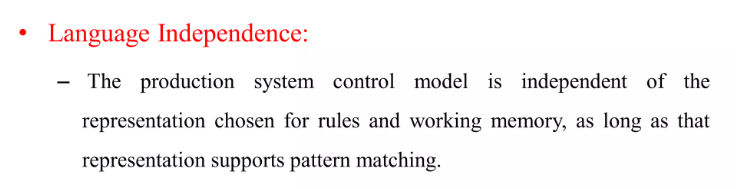 • Language Independence:
– The production system control model is independent of the
representation chosen for rules and working memory, as long as that
representation supports pattern matching.